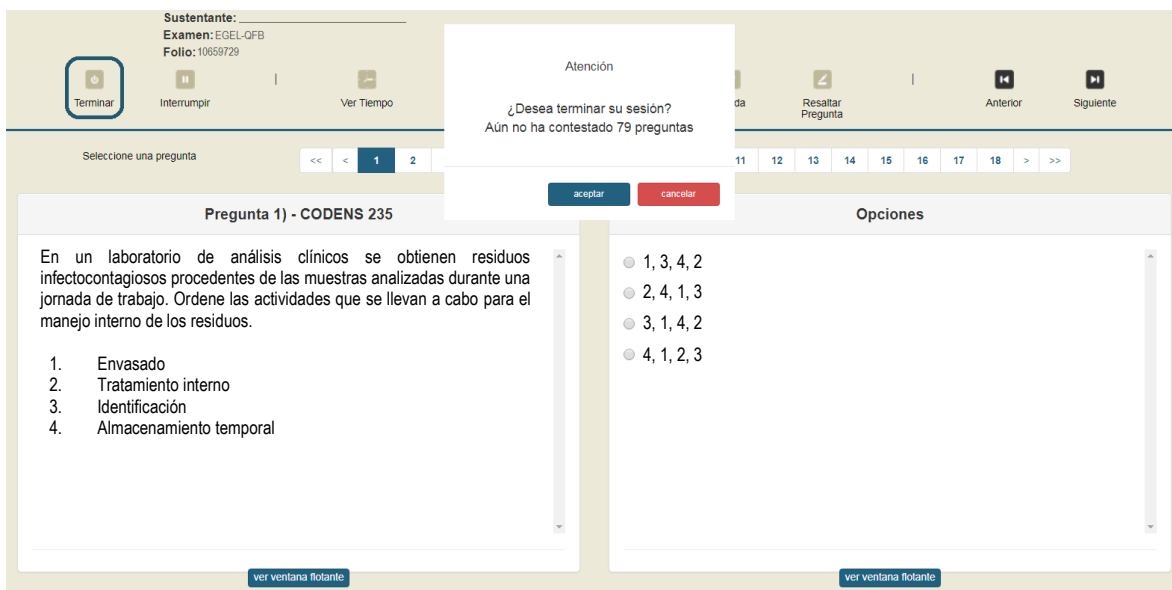 Sustentante:
Examen: EGEL-QFB
Folio: 10659729
Terminar
Interrumpir
Ver Tiempo
da
Resaltar
Pregunta
Anterior
Siguiente
Atención
¿Desea terminar su sesión?
Aún no ha contestado 79 preguntas
aceptar
cancelar
Seleccione una pregunta
<< < 1 2 11 12 13 14 15 16 17 18 > >>
Pregunta 1) - CODENS 235
En un laboratorio de análisis clínicos se obtienen residuos
infectocontagiosos procedentes de las muestras analizadas durante una
jornada de trabajo. Ordene las actividades que se llevan a cabo para el
manejo interno de los residuos.
1. Envasado
2. Tratamiento interno
3. Identificación
4. Almacenamiento temporal
ver ventana flotante
Opciones
1, 3, 4, 2
2, 4, 1, 3
3, 1, 4, 2
4, 1, 2, 3
ver ventana flotante